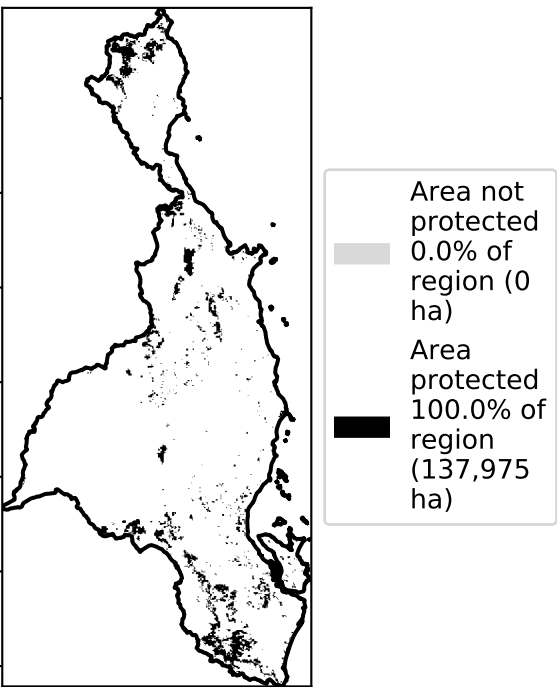 Area not
protected
0.0% of
region (0
ha)
Area
protected
100.0% of
region
(137,975
ha)